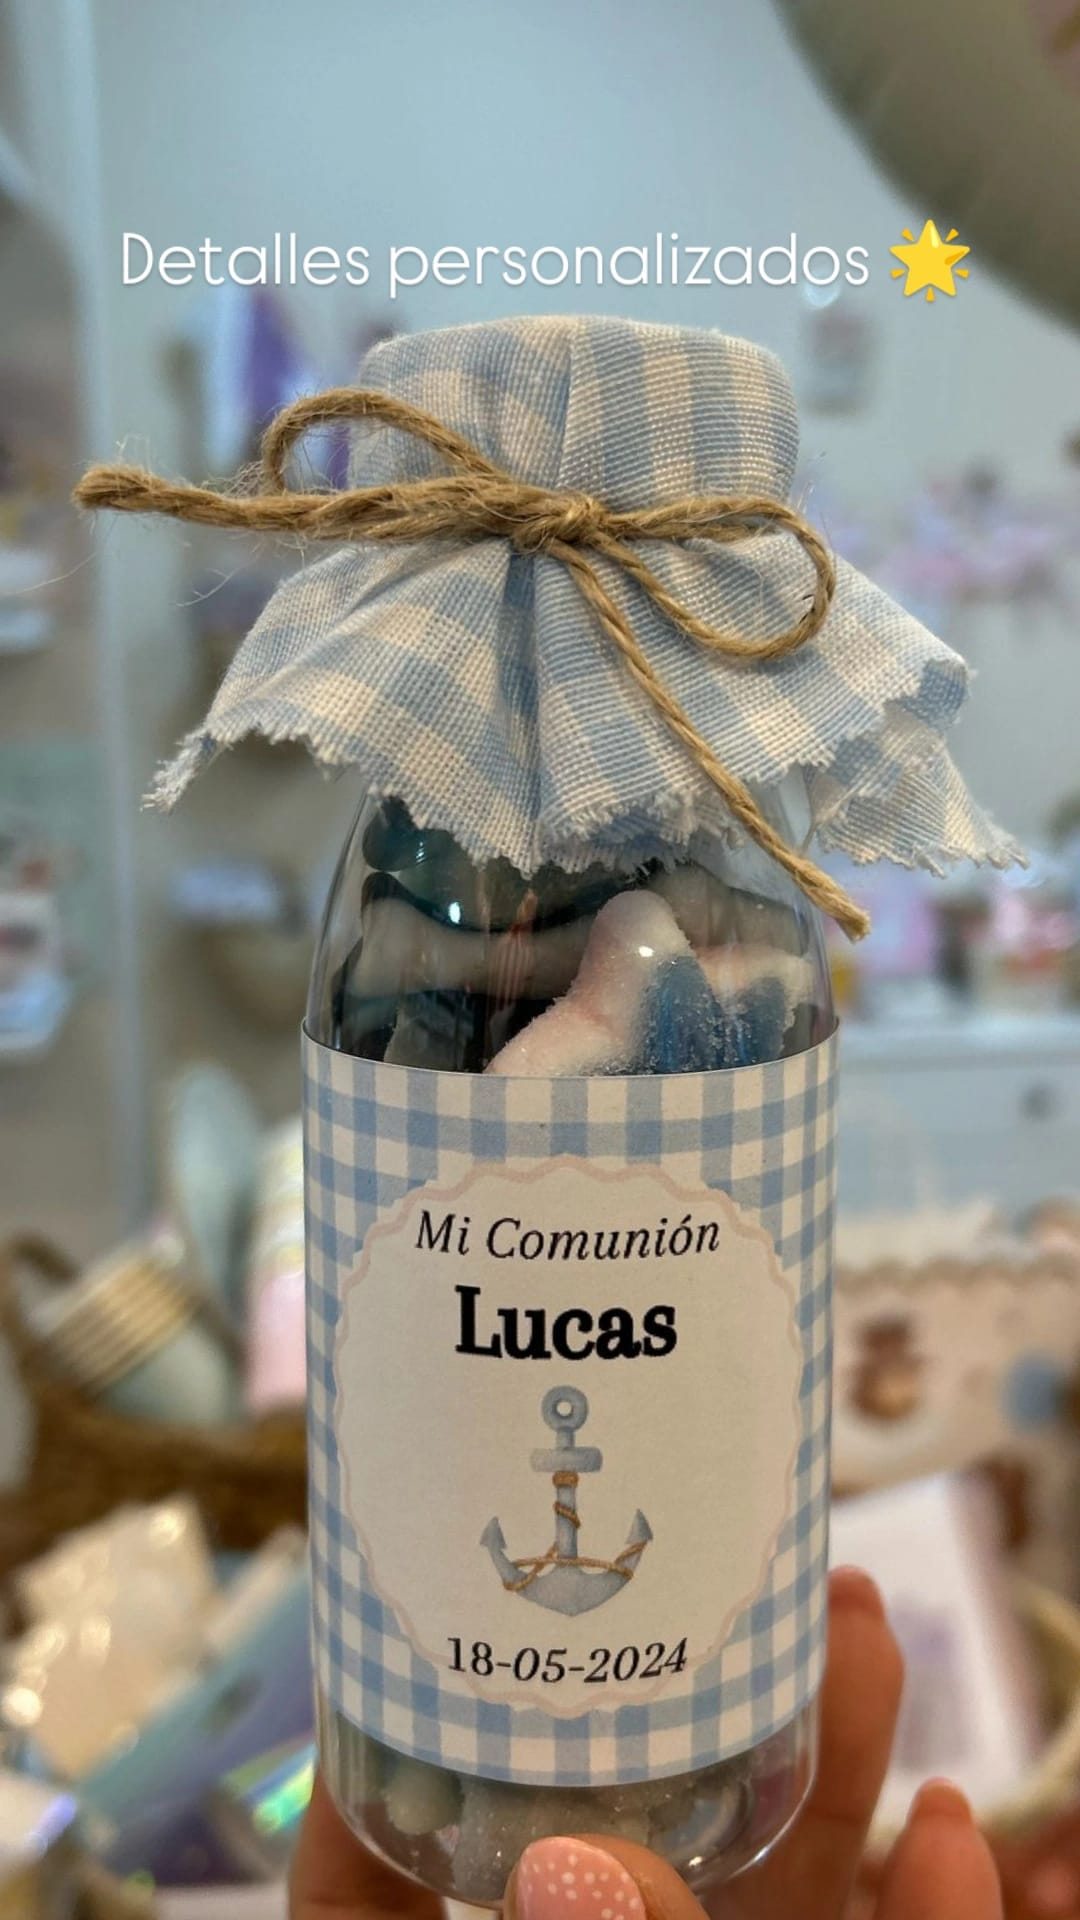 Detalles personalizados 🌟
Mi Comunión
Lucas
18-05-2024